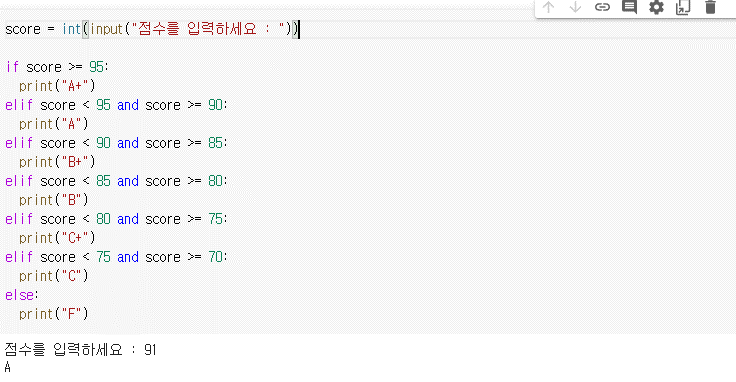 score = int(input("점수를 입력하세요 : "))
if score >= 95:
  print("A+")
elif score < 95 and score >= 90:
  print("A")
elif score < 90 and score >= 85:
  print("B+")
elif score < 85 and score >= 80:
  print("B")
elif score < 80 and score >= 75:
  print("C+")
elif score < 75 and score >= 70:
  print("C")
else:
  print("F")
점수를 입력하세요 : 91
A